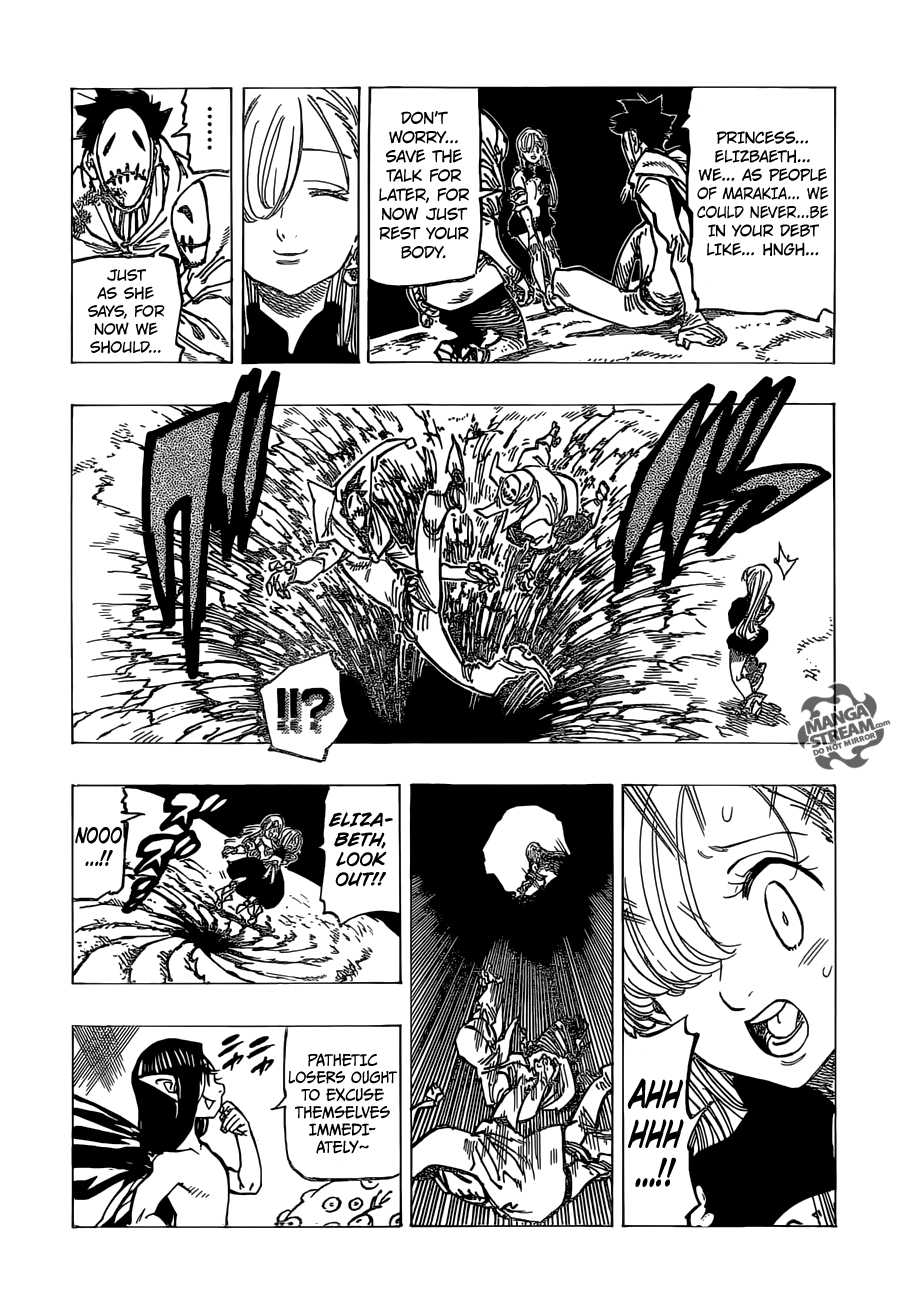 PRINCESS...
ELIZBAETH...
WE... AS PEOPLE
OF MARAKIA... WE
COULD NEVER...BE
IN YOUR DEBT
LIKE... HNGH...
DON'T
WORRY...
SAVE THE
TALK FOR
LATER, FOR
NOW JUST
REST YOUR
BODY.
......
JUST
AS SHE
SAYS, FOR
NOW WE
SHOULD...
!!?
MANGA
STREAM.com
DO NOT MIRROR
AHH
HHH
...!!
ELIZA-
BETH,
LOOK
OUT!!
NOOO
...!!
PATHETIC
LOSERS OUGHT
TO EXCUSE
THEMSELVES
IMMEDI-
ATELY~